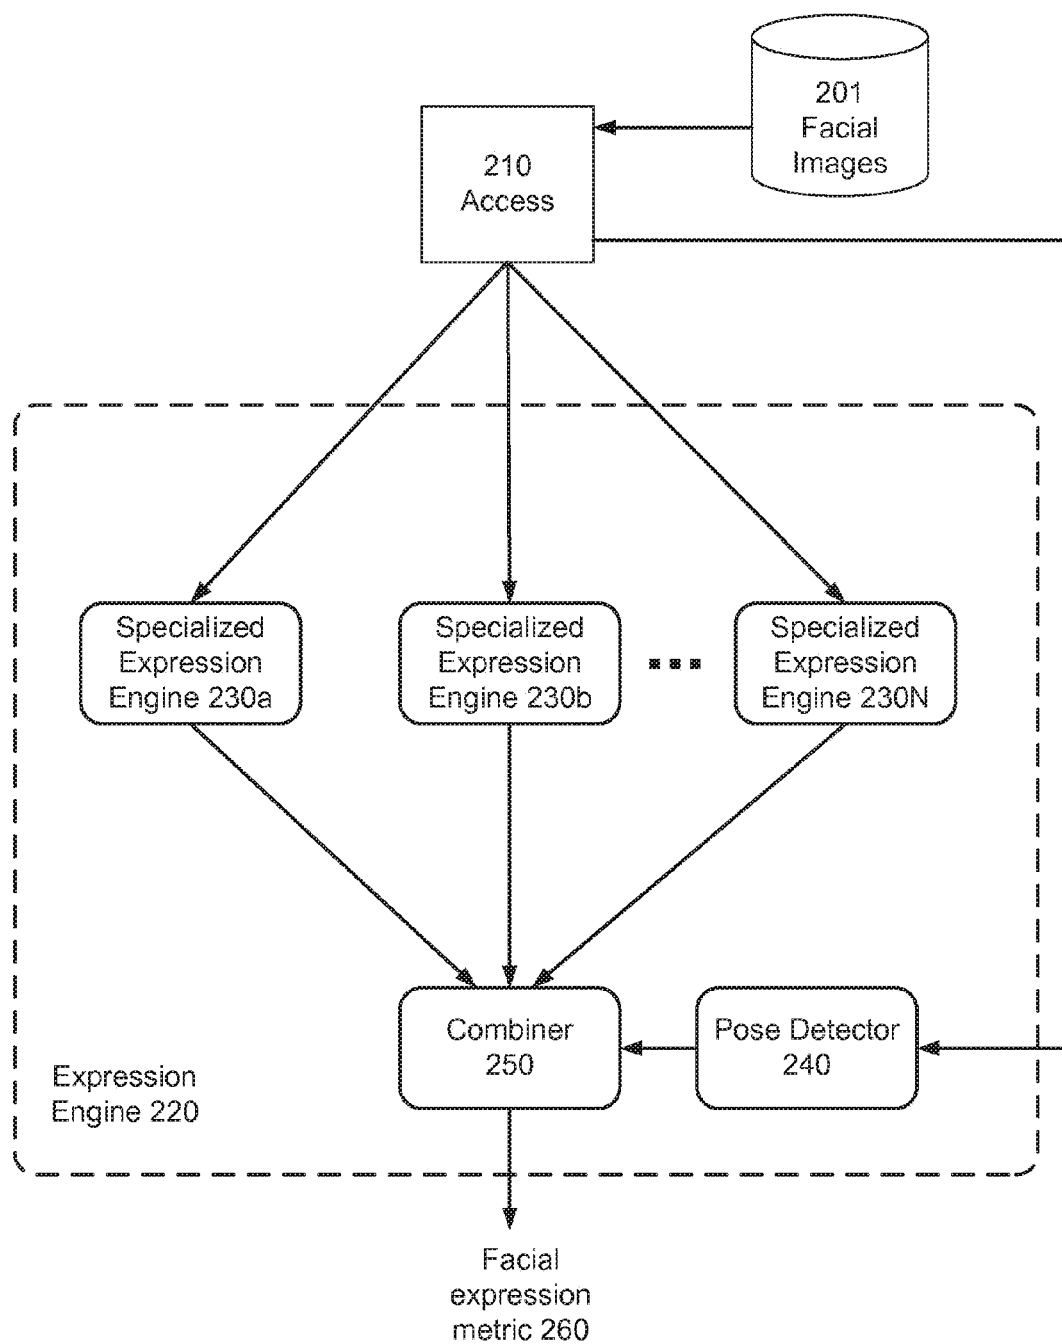 201
Facial
Images
210
Access
Specialized
Expression
Engine 230a
Specialized
Expression
Engine 230b
Specialized
Expression
Engine 230N
Combiner
250
Pose Detector
240
Expression
Engine 220
Facial
expression
metric 260